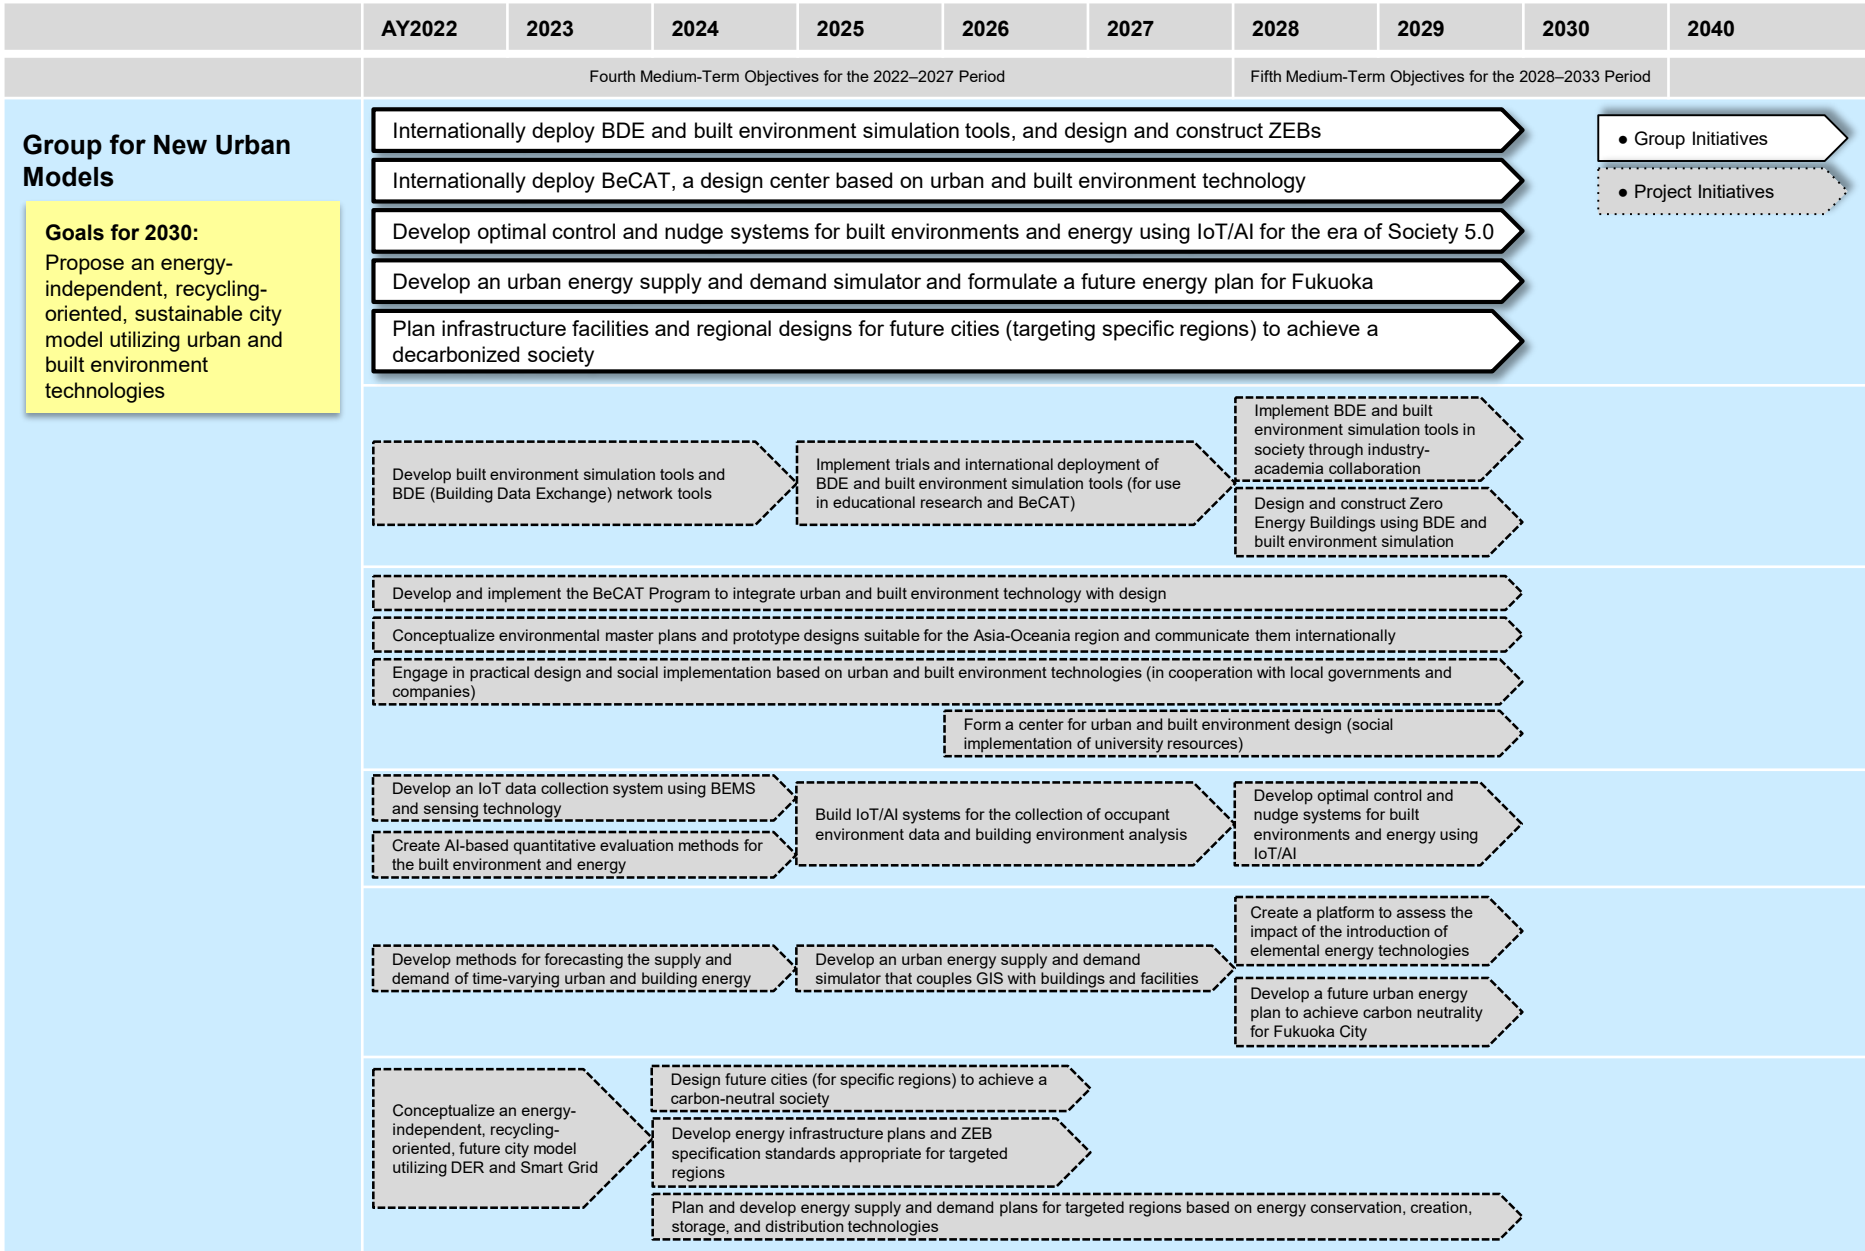 AY2022 2023 2024 2025 2026 2027 2028 2029 2030 2040
Fourth Medium-Term Objectives for the 2022–2027 Period
Fifth Medium-Term Objectives for the 2028–2033 Period
Group for New Urban
Models
Goals for 2030:
Propose an energy-
independent, recycling-
oriented, sustainable city
model utilizing urban and
built environment
technologies
Internationally deploy BDE and built environment simulation tools, and design and construct ZEBs
Internationally deploy BeCAT, a design center based on urban and built environment technology
Develop optimal control and nudge systems for built environments and energy using IoT/AI for the era of Society 5.0
Develop an urban energy supply and demand simulator and formulate a future energy plan for Fukuoka
Plan infrastructure facilities and regional designs for future cities (targeting specific regions) to achieve a
decarbonized society
● Group Initiatives
● Project Initiatives
Develop built environment simulation tools and
BDE (Building Data Exchange) network tools
Implement trials and international deployment of
BDE and built environment simulation tools (for use
in educational research and BeCAT)
Implement BDE and built
environment simulation tools in
society through industry-
academia collaboration
Design and construct Zero
Energy Buildings using BDE and
built environment simulation
Develop and implement the BeCAT Program to integrate urban and built environment technology with design
Conceptualize environmental master plans and prototype designs suitable for the Asia-Oceania region and communicate them internationally
Engage in practical design and social implementation based on urban and built environment technologies (in cooperation with local governments and
companies)
Form a center for urban and built environment design (social
implementation of university resources)
Develop an IoT data collection system using BEMS
and sensing technology
Create AI-based quantitative evaluation methods for
the built environment and energy
Build IoT/AI systems for the collection of occupant
environment data and building environment analysis
Develop optimal control and
nudge systems for built
environments and energy using
IoT/AI
Develop methods for forecasting the supply and
demand of time-varying urban and building energy
Develop an urban energy supply and demand
simulator that couples GIS with buildings and facilities
Create a platform to assess the
impact of the introduction of
elemental energy technologies
Develop a future urban energy
plan to achieve carbon neutrality
for Fukuoka City
Conceptualize an energy-
independent, recycling-
oriented, future city model
utilizing DER and Smart Grid
Design future cities (for specific regions) to achieve a
carbon-neutral society
Develop energy infrastructure plans and ZEB
specification standards appropriate for targeted
regions
Plan and develop energy supply and demand plans for targeted regions based on energy conservation, creation,
storage, and distribution technologies